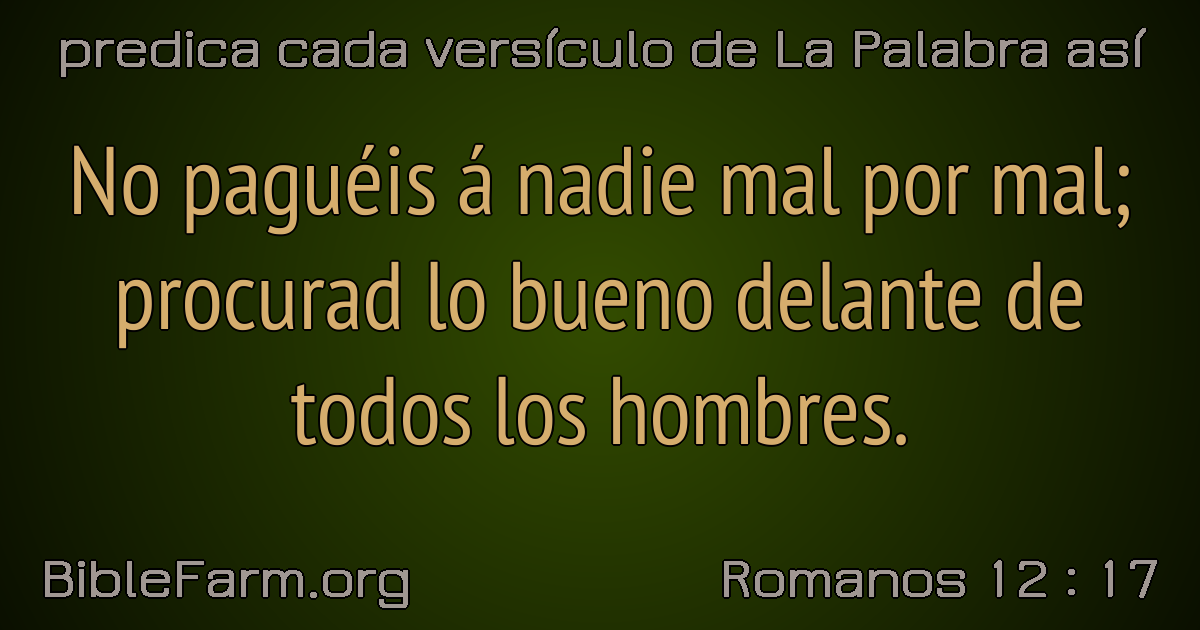 predica cada versículo de La Palabra así
No paguéis á nadie mal por mal;
procurad lo bueno delante de
todos los hombres.
BibleFarm.org
Romanos 12 : 17